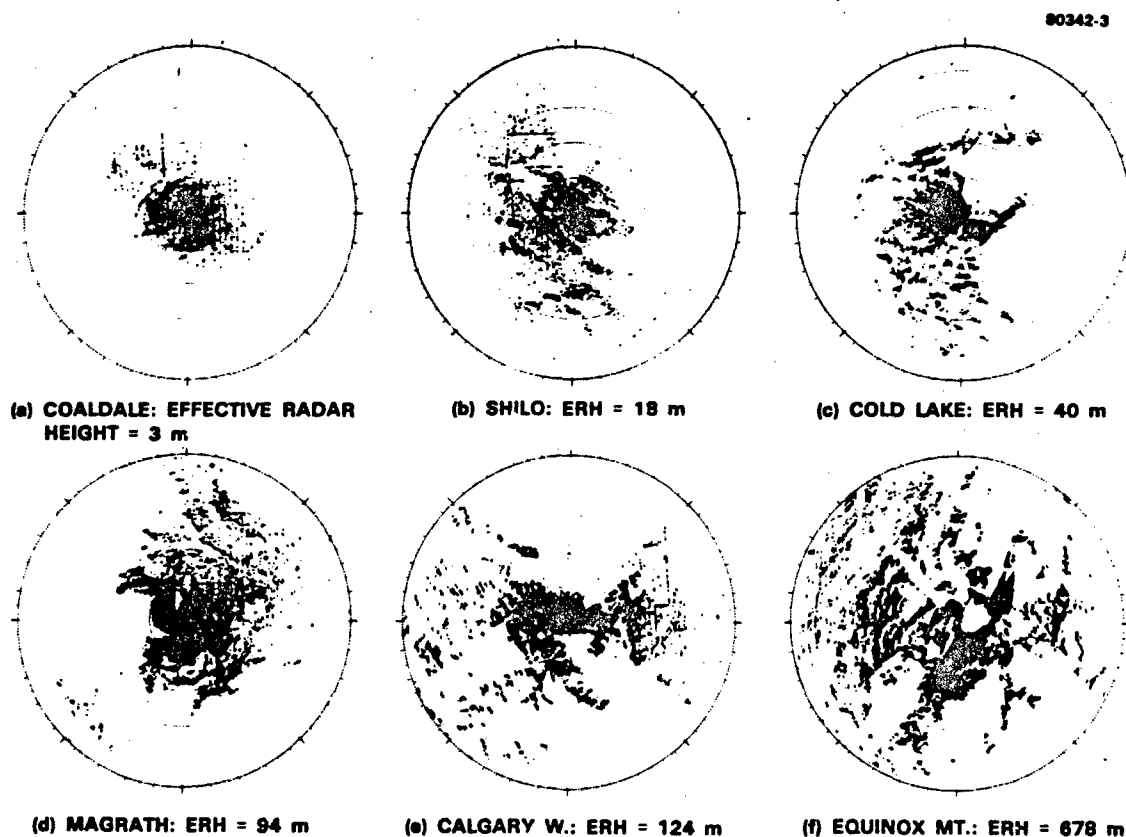 80342-3
(a) COALDALE: EFFECTIVE RADAR
HEIGHT = 3 m
(b) SHILO: ERH = 18 m
(c) COLD LAKE: ERH = 40 m
(d) MAGRATH: ERH = 94 m
(e) CALGARY W.: ERH = 124 m
(f) EQUINOX MT.: ERH = 678 m